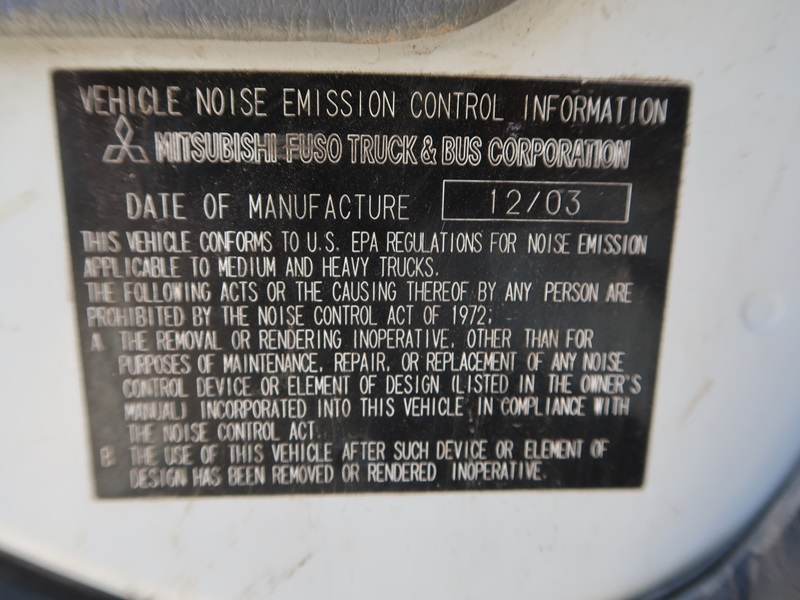 VEHICLE NOISE EMISSION CONTROL INFORMATION
MITSUBISHI FUSO TRUCK & BUS CORPORATION
DATE OF MANUFACTURE 12/03
THIS VEHICLE CONFORMS TO U.S. EPA REGULATIONS FOR NOISE EMISSION
APPLICABLE TO MEDIUM AND HEAVY TRUCKS.
THE FOLLOWING ACTS OR THE CAUSING THEREOF BY ANY PERSON ARE
PROHIBITED BY THE NOISE CONTROL ACT OF 1972;
A THE REMOVAL OR RENDERING INOPERATIVE, OTHER THAN FOR
PURPOSES OF MAINTENANCE, REPAIR, OR REPLACEMENT OF ANY NOISE
CONTROL DEVICE OR ELEMENT OF DESIGN (LISTED IN THE OWNER'S
MANUAL) INCORPORATED INTO THIS VEHICLE, IN COMPLIANCE WITH
THE NOISE CONTROL ACT.
B THE USE OF THIS VEHICLE AFTER SUCH DEVICE OR ELEMENT OF
DESIGN HAS BEEN REMOVED OR RENDERED INOPERATIVE.